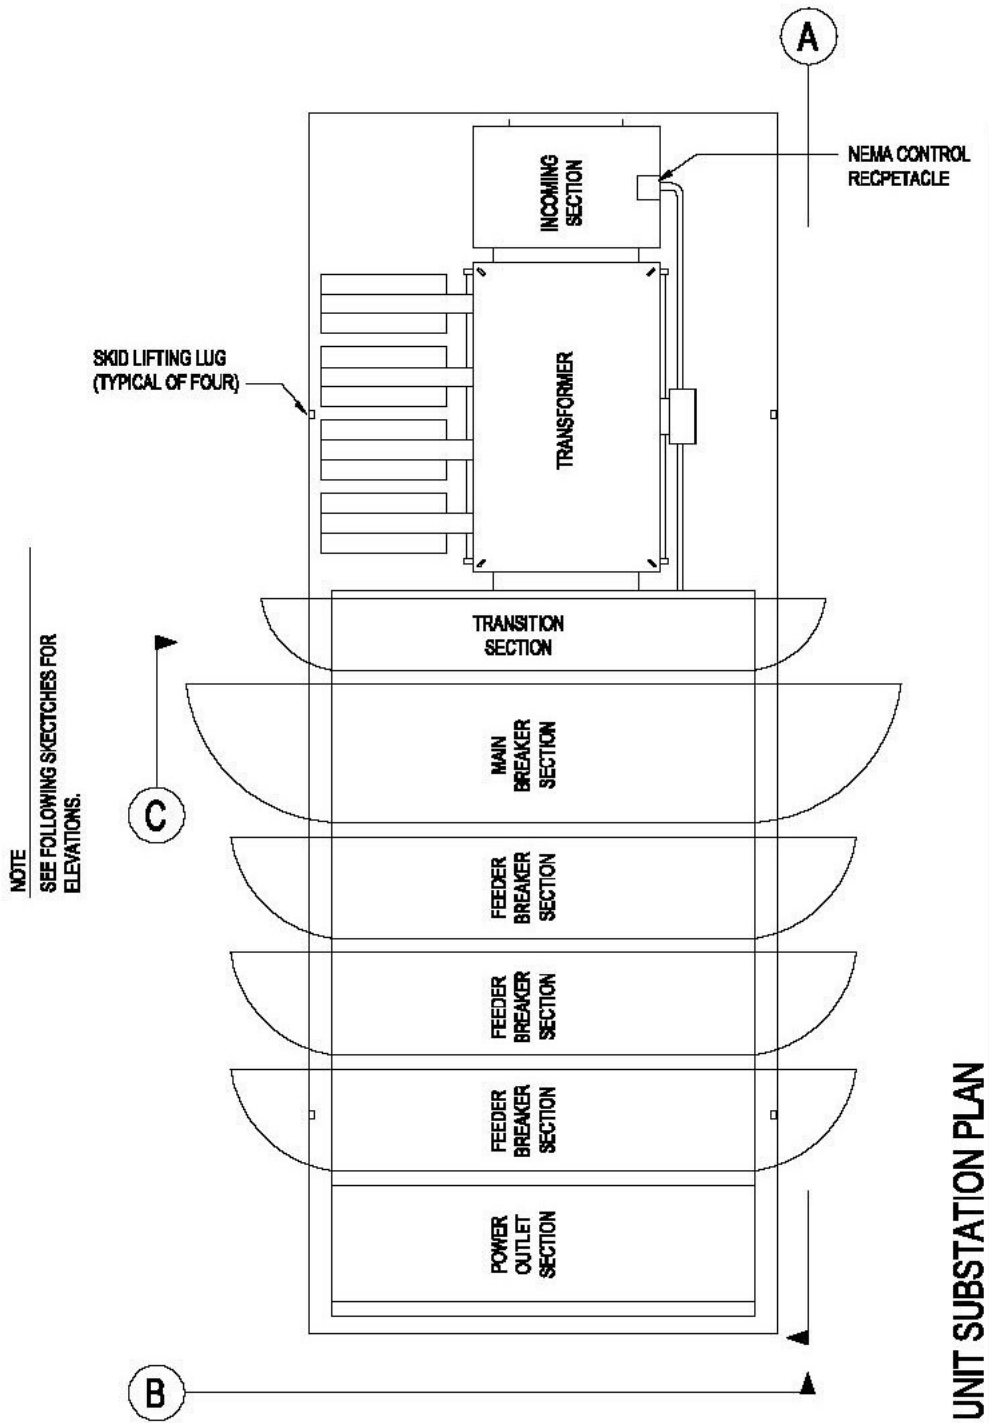 A
NEMA CONTROL
RECPETACLE
INCOMING
SECTION
SKID LIFTING LUG
(TYPICAL OF FOUR)
TRANSFORMER
TRANSITION
SECTION
NOTE
SEE FOLLOWING SKECTCHES FOR
ELEVATIONS.
C
MAIN
BREAKER
SECTION
FEEDER
BREAKER
SECTION
FEEDER
BREAKER
SECTION
FEEDER
BREAKER
SECTION
POWER
OUTLET
SECTION
B
UNIT SUBSTATION PLAN